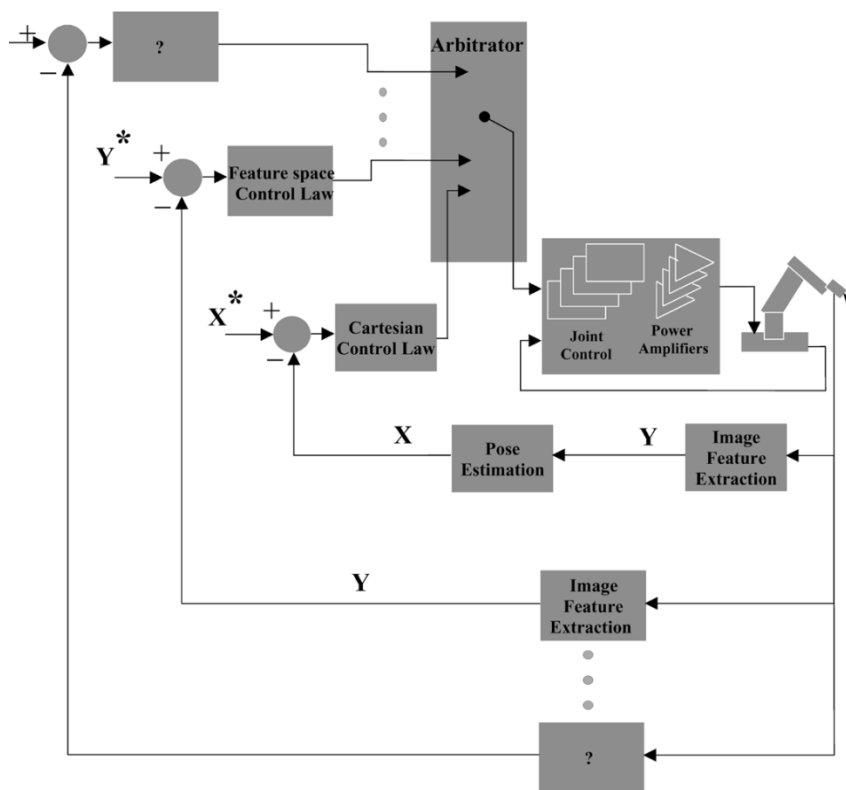 +
?
−
Arbitrator
Y*
+
−
Feature space
Control Law
X*
+
−
Cartesian
Control Law
Joint
Control
Power
Amplifiers
X
Pose
Estimation
Y
Image
Feature
Extraction
Y
Image
Feature
Extraction
?